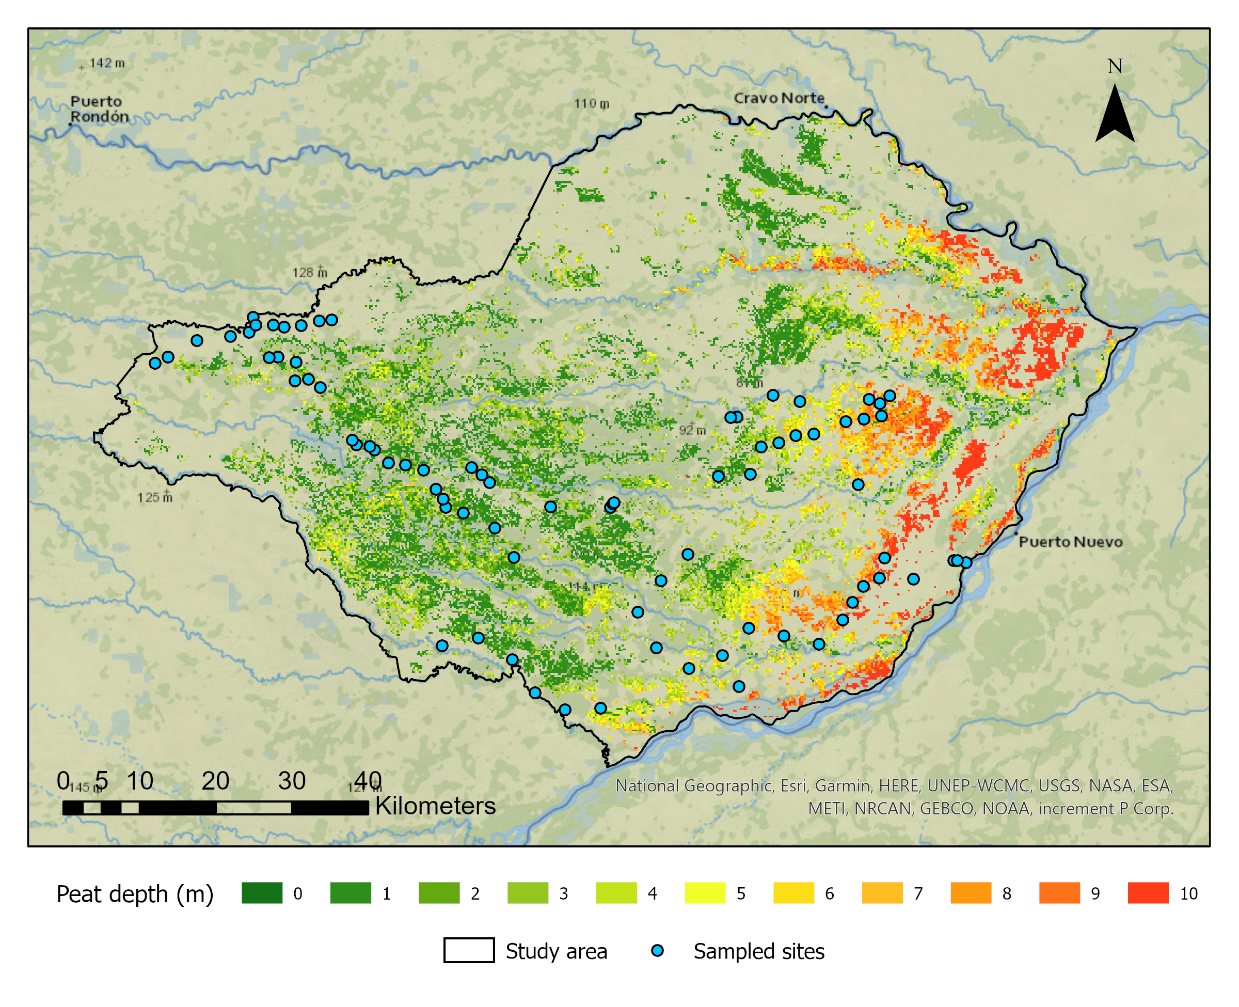 142 m
Puerto
Rondón
110 m
Cravo Norte
N
128 m
92 m
125 m
Puerto Nuevo
114 m
0 5 10 20 30 40
Kilometers
145 m
National Geographic, Esri, Garmin, HERE, UNEP-WCMC, USGS, NASA, ESA,
METI, NRCAN, GEBCO, NOAA, increment P Corp.
Peat depth (m) 0 1 2 3 4 5 6 7 8 9 10
Study area Sampled sites